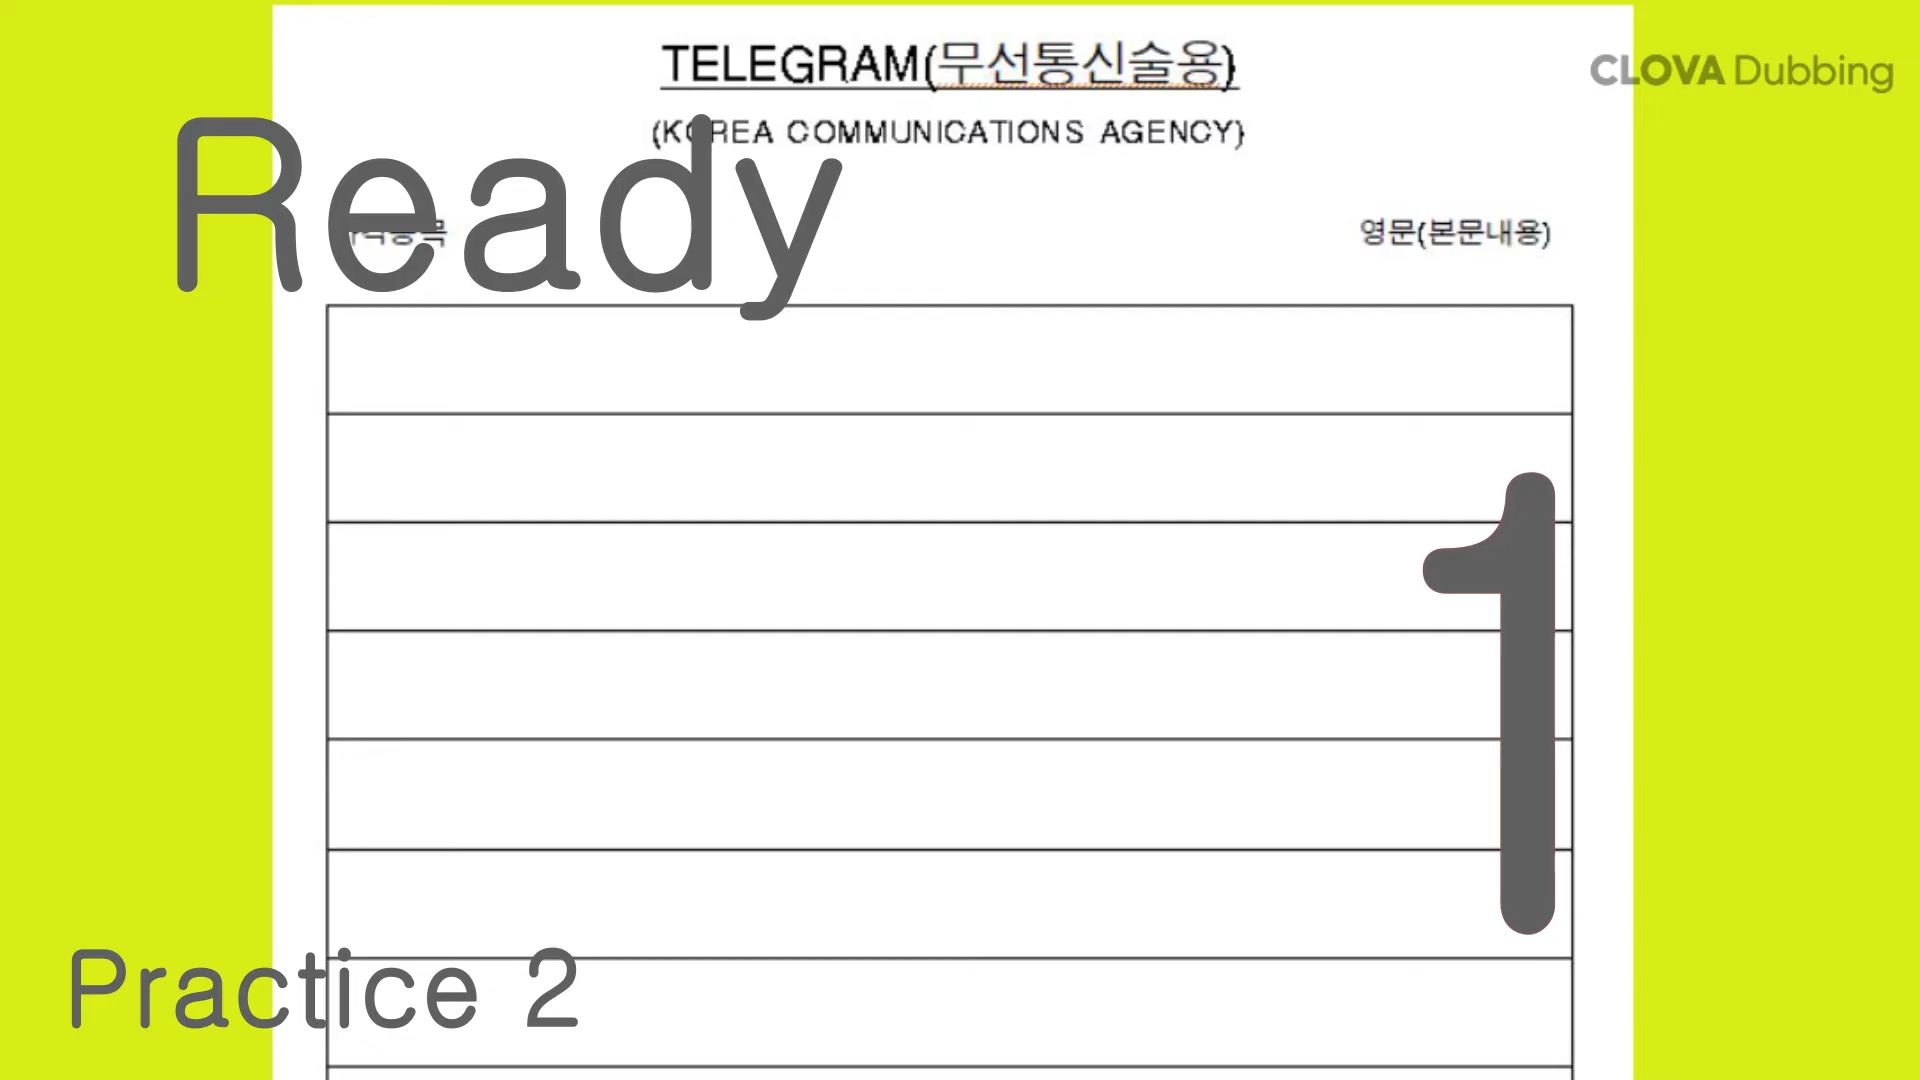 TELEGRAM(무선통신술용)
CLOVA Dubbing
(KOREA COMMUNICATIONS AGENCY)
Ready
영문(본문내용)
1
Practice 2